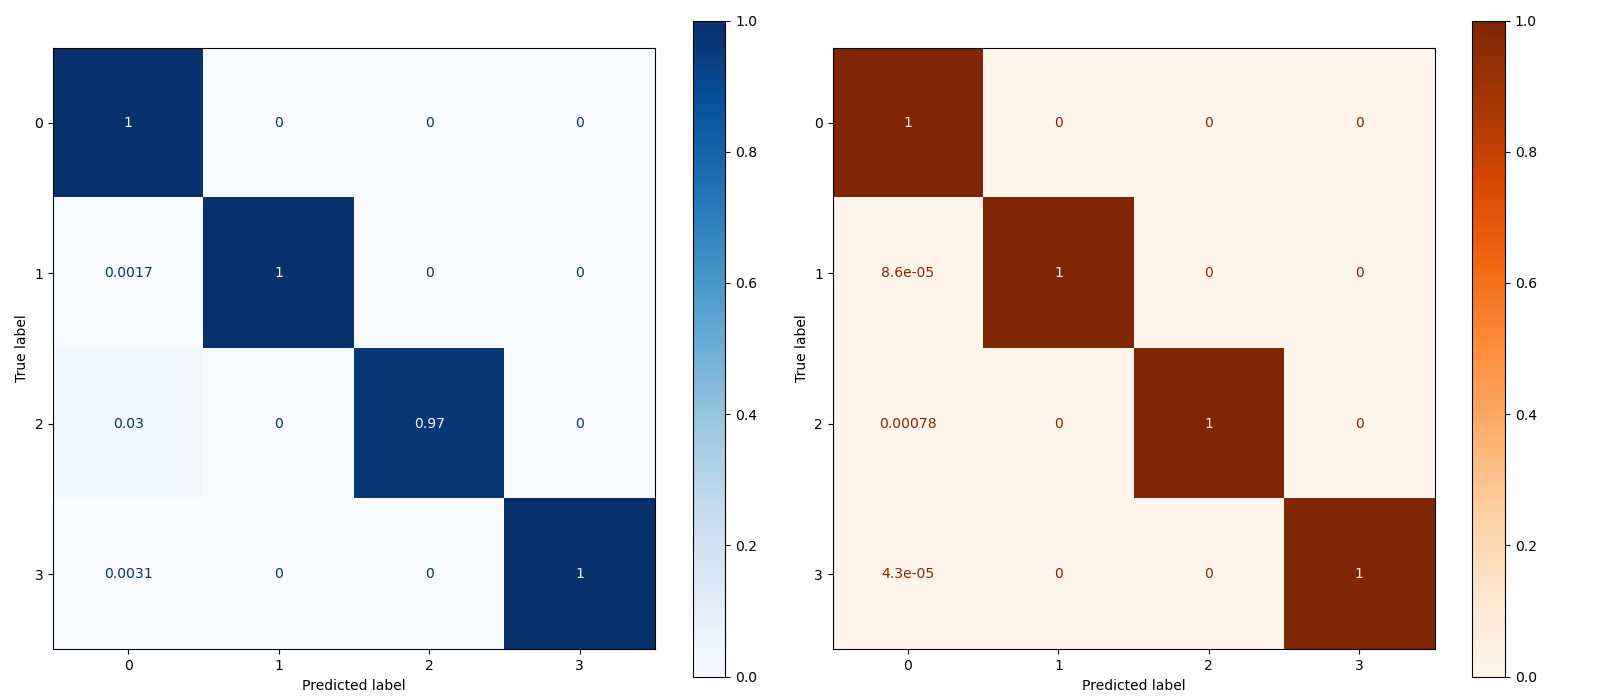 1.0
0.8
0.6
0.4
0.2
0.0
True label
0 1 0 0 0
1 0.0017 1 0 0
2 0.03 0 0.97 0
3 0.0031 0 0 1
0 1 2 3
Predicted label
1.0
0.8
0.6
0.4
0.2
0.0
True label
0 1 0 0 0
1 8.6e-05 1 0 0
2 0.00078 0 1 0
3 4.3e-05 0 0 1
0 1 2 3
Predicted label